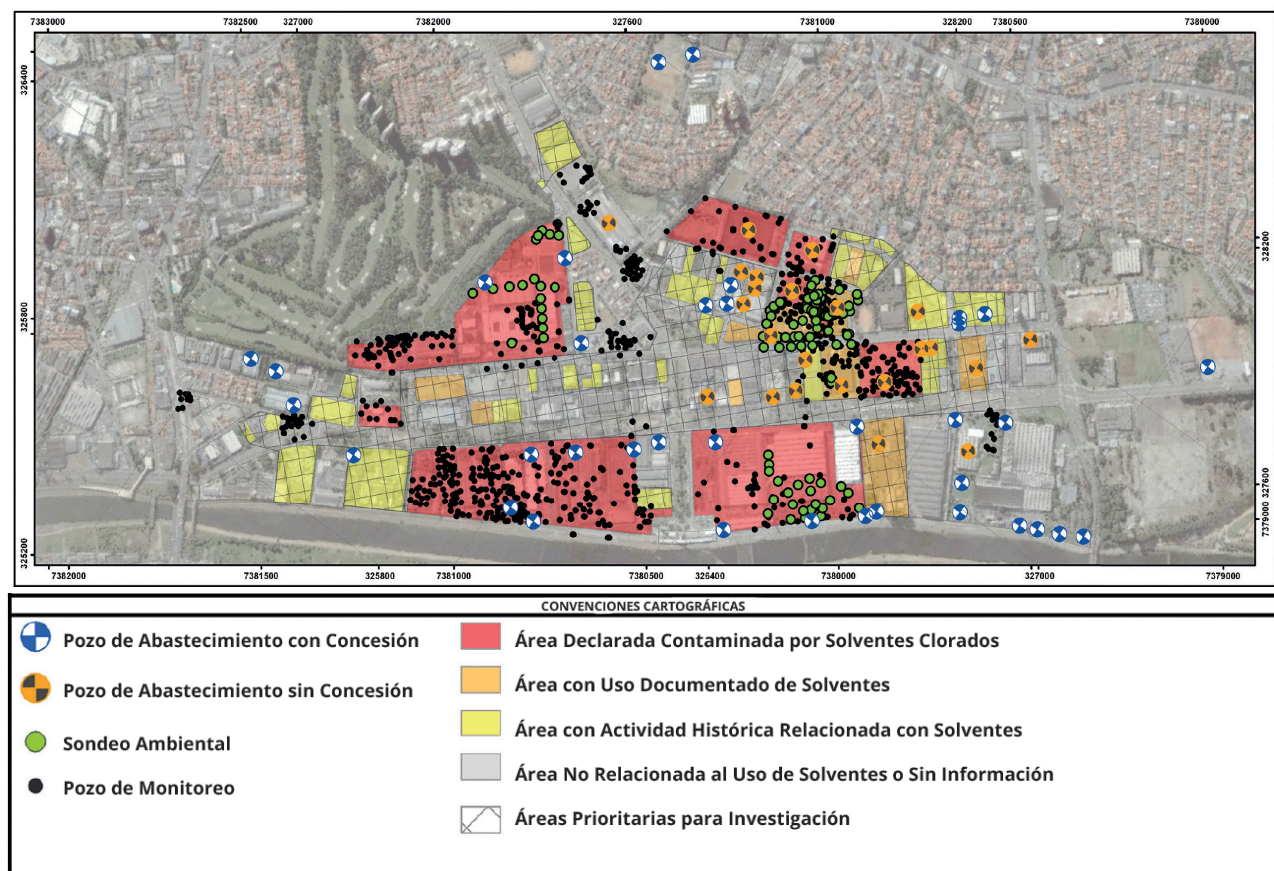 7383000 7382500 327000 7382000 327600 7381000 328200 7380500 7380000
326400
325800
325200
328200
327600
7379000
7382000 7381500 325800 7381000 7380500 326400 7380000 327000 7379000
CONVENCIONES CARTOGRÁFICAS
Pozo de Abastecimiento con Concesión
Pozo de Abastecimiento sin Concesión
Sondeo Ambiental
Pozo de Monitoreo
Área Declarada Contaminada por Solventes Clorados
Área con Uso Documentado de Solventes
Área con Actividad Histórica Relacionada con Solventes
Área No Relacionada al Uso de Solventes o Sin Información
Áreas Prioritarias para Investigación